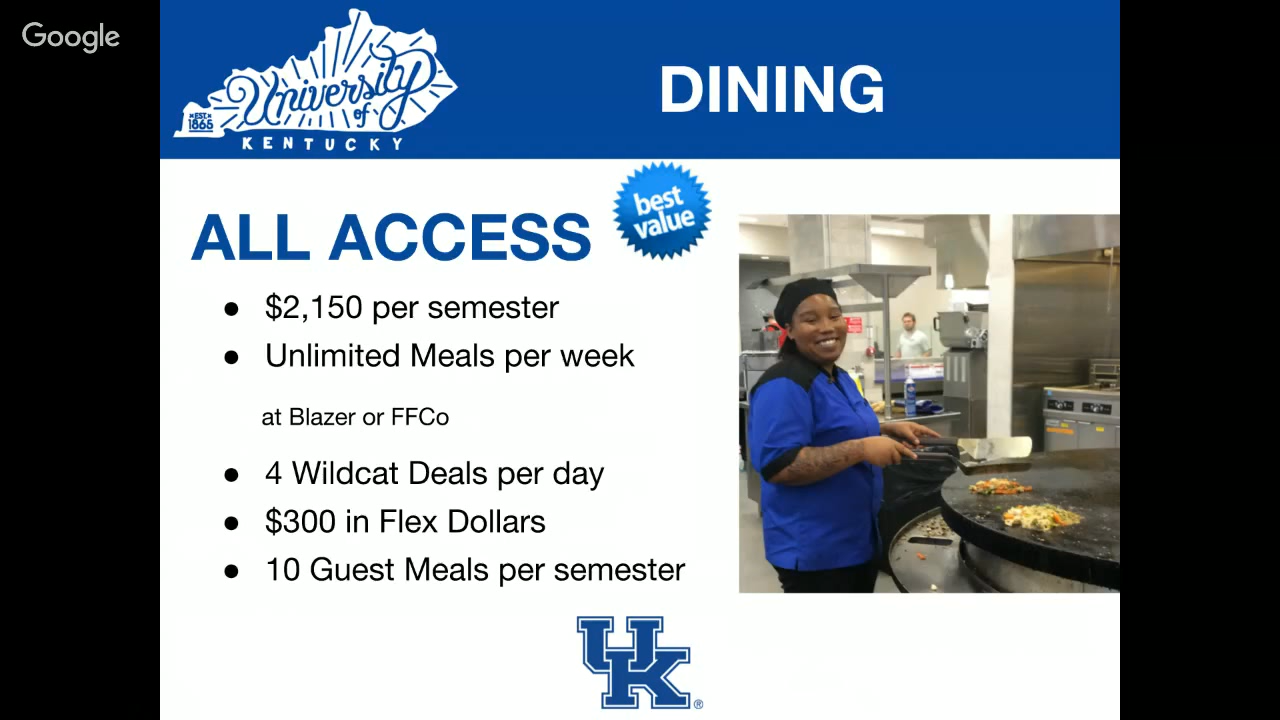 Google
University
of
KENTUCKY
EST.
1865
DINING
best
value
ALL ACCESS
● $2,150 per semester
● Unlimited Meals per week
at Blazer or FFCo
● 4 Wildcat Deals per day
● $300 in Flex Dollars
● 10 Guest Meals per semester
UK
®